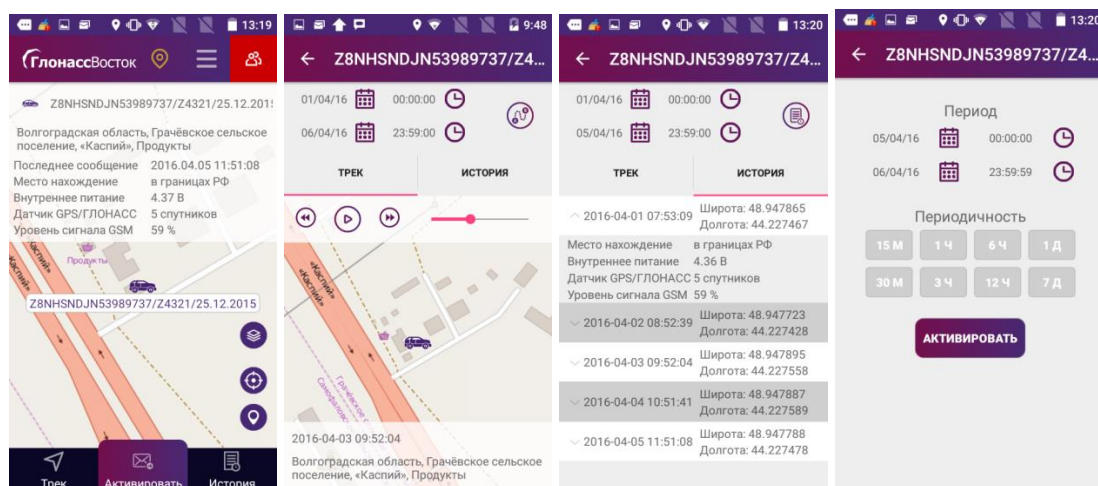 13:19
ГлонассВосток
Z8NHSNDJN53989737/Z4321/25.12.201
Волгоградская область, Грачёвское сельское
поселение, «Каспий», Продукты
Последнее сообщение 2016.04.05 11:51:08
Место нахождение в границах РФ
Внутреннее питание 4.37 В
Датчик GPS/ГЛОНАСС 5 спутников
Уровень сигнала GSM 59 %
«Каспий»
Продукты
Z8NHSNDJN53989737/Z4321/25.12.2015
Трек Активировать История
9:48
Z8NHSNDJN53989737/Z4...
01/04/16 00:00:00
06/04/16 23:59:00
ТРЕК ИСТОРИЯ
«Каспий»
«Каспий»
Грачёвское
Самофаловс
2016-04-03 09:52:04
Волгоградская область, Грачёвское сельское
поселение, «Каспий», Продукты
13:20
Z8NHSNDJN53989737/Z4...
01/04/16 00:00:00
05/04/16 23:59:00
ТРЕК ИСТОРИЯ
2016-04-01 07:53:09 Широта: 48.947865
Долгота: 44.227467
Место нахождение в границах РФ
Внутреннее питание 4.36 В
Датчик GPS/ГЛОНАСС 5 спутников
Уровень сигнала GSM 59 %
2016-04-02 08:52:39 Широта: 48.947723
Долгота: 44.227428
2016-04-03 09:52:04 Широта: 48.947895
Долгота: 44.227558
2016-04-04 10:51:41 Широта: 48.947887
Долгота: 44.227589
2016-04-05 11:51:08 Широта: 48.947788
Долгота: 44.227478
13:20
Z8NHSNDJN53989737/Z4...
Период
05/04/16 00:00:00
06/04/16 23:59:59
Периодичность
15 М 1 Ч 6 Ч 1 Д
30 М 3 Ч 12 Ч 7 Д
АКТИВИРОВАТЬ